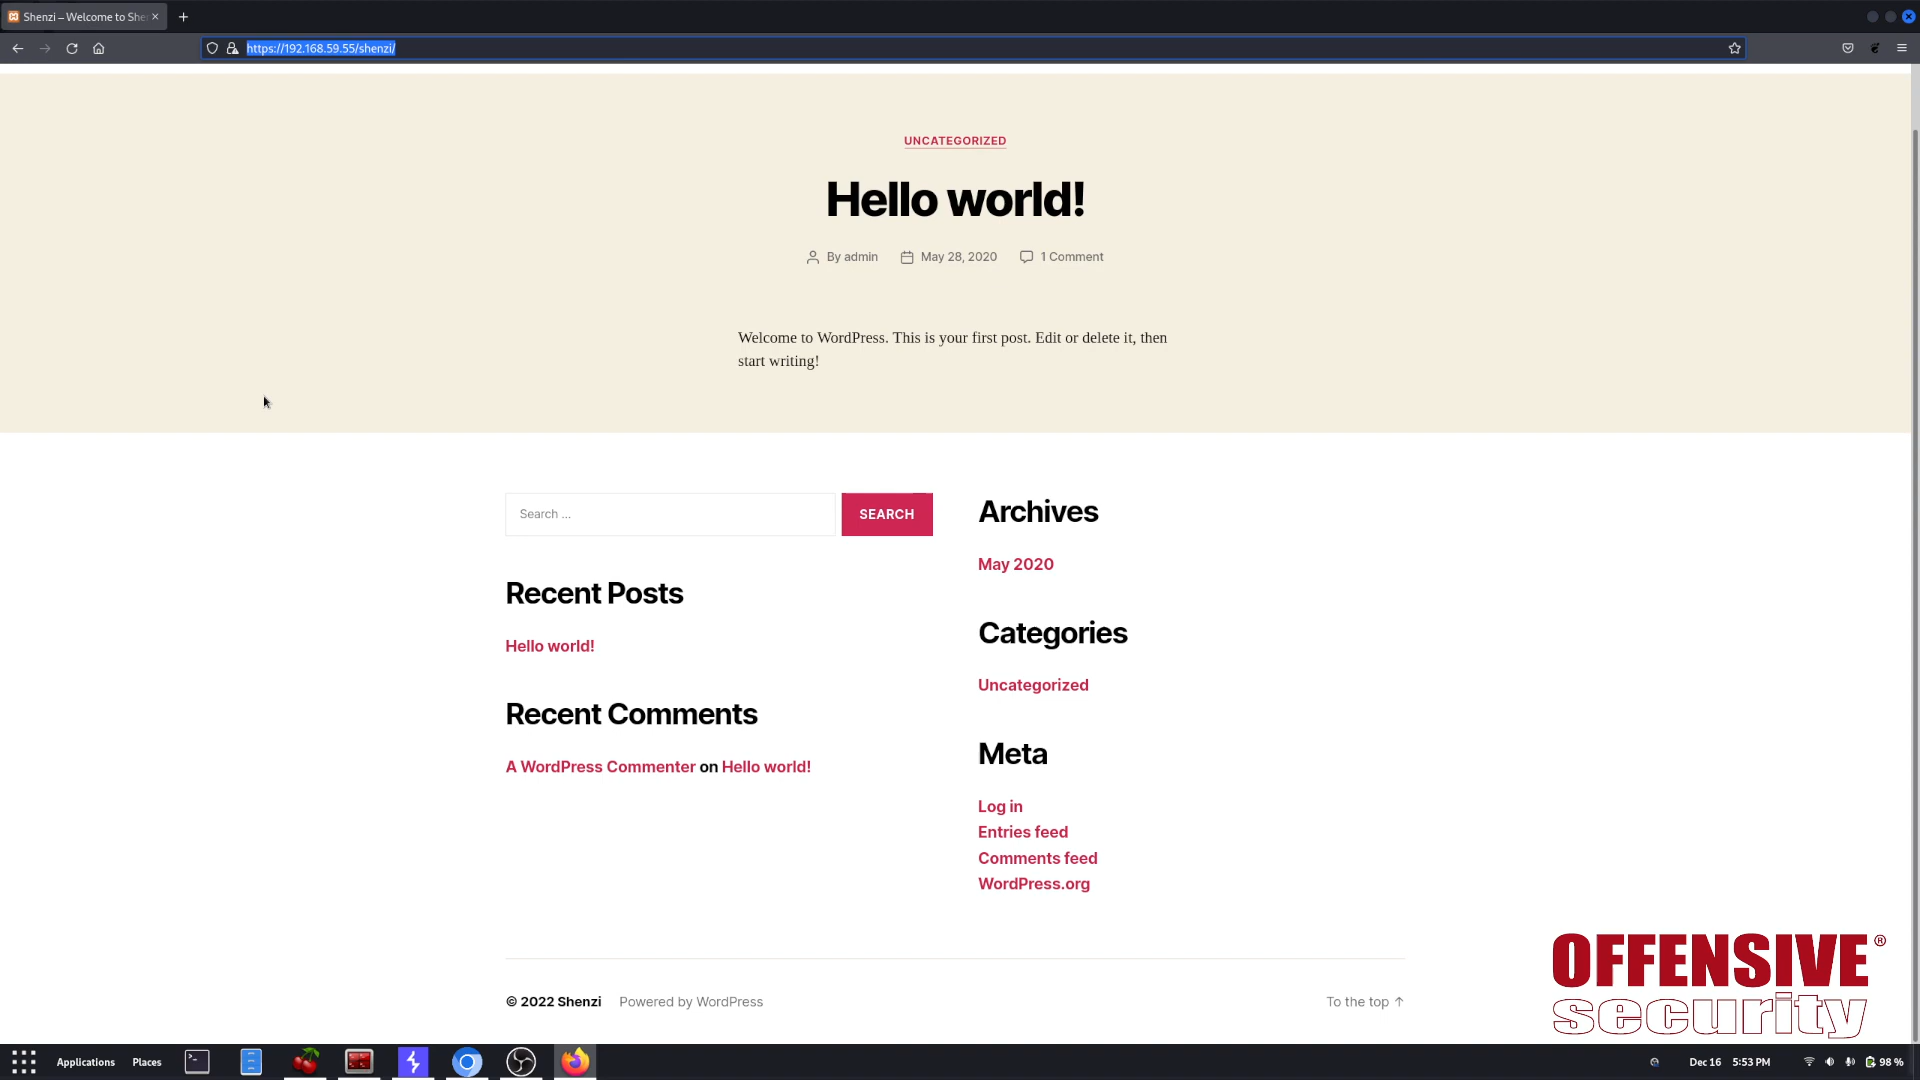 Shenzi – Welcome to She
https://192.168.59.55/shenzi/
UNCATEGORIZED
Hello world!
By admin May 28, 2020 1 Comment
Welcome to WordPress. This is your first post. Edit or delete it, then
start writing!
Search …
SEARCH
Recent Posts
Hello world!
Recent Comments
A WordPress Commenter on Hello world!
Archives
May 2020
Categories
Uncategorized
Meta
Log in
Entries feed
Comments feed
WordPress.org
© 2022 Shenzi Powered by WordPress To the top ↑
OFFENSIVE ®
security
Applications Places Dec 16 5:53 PM 98 %